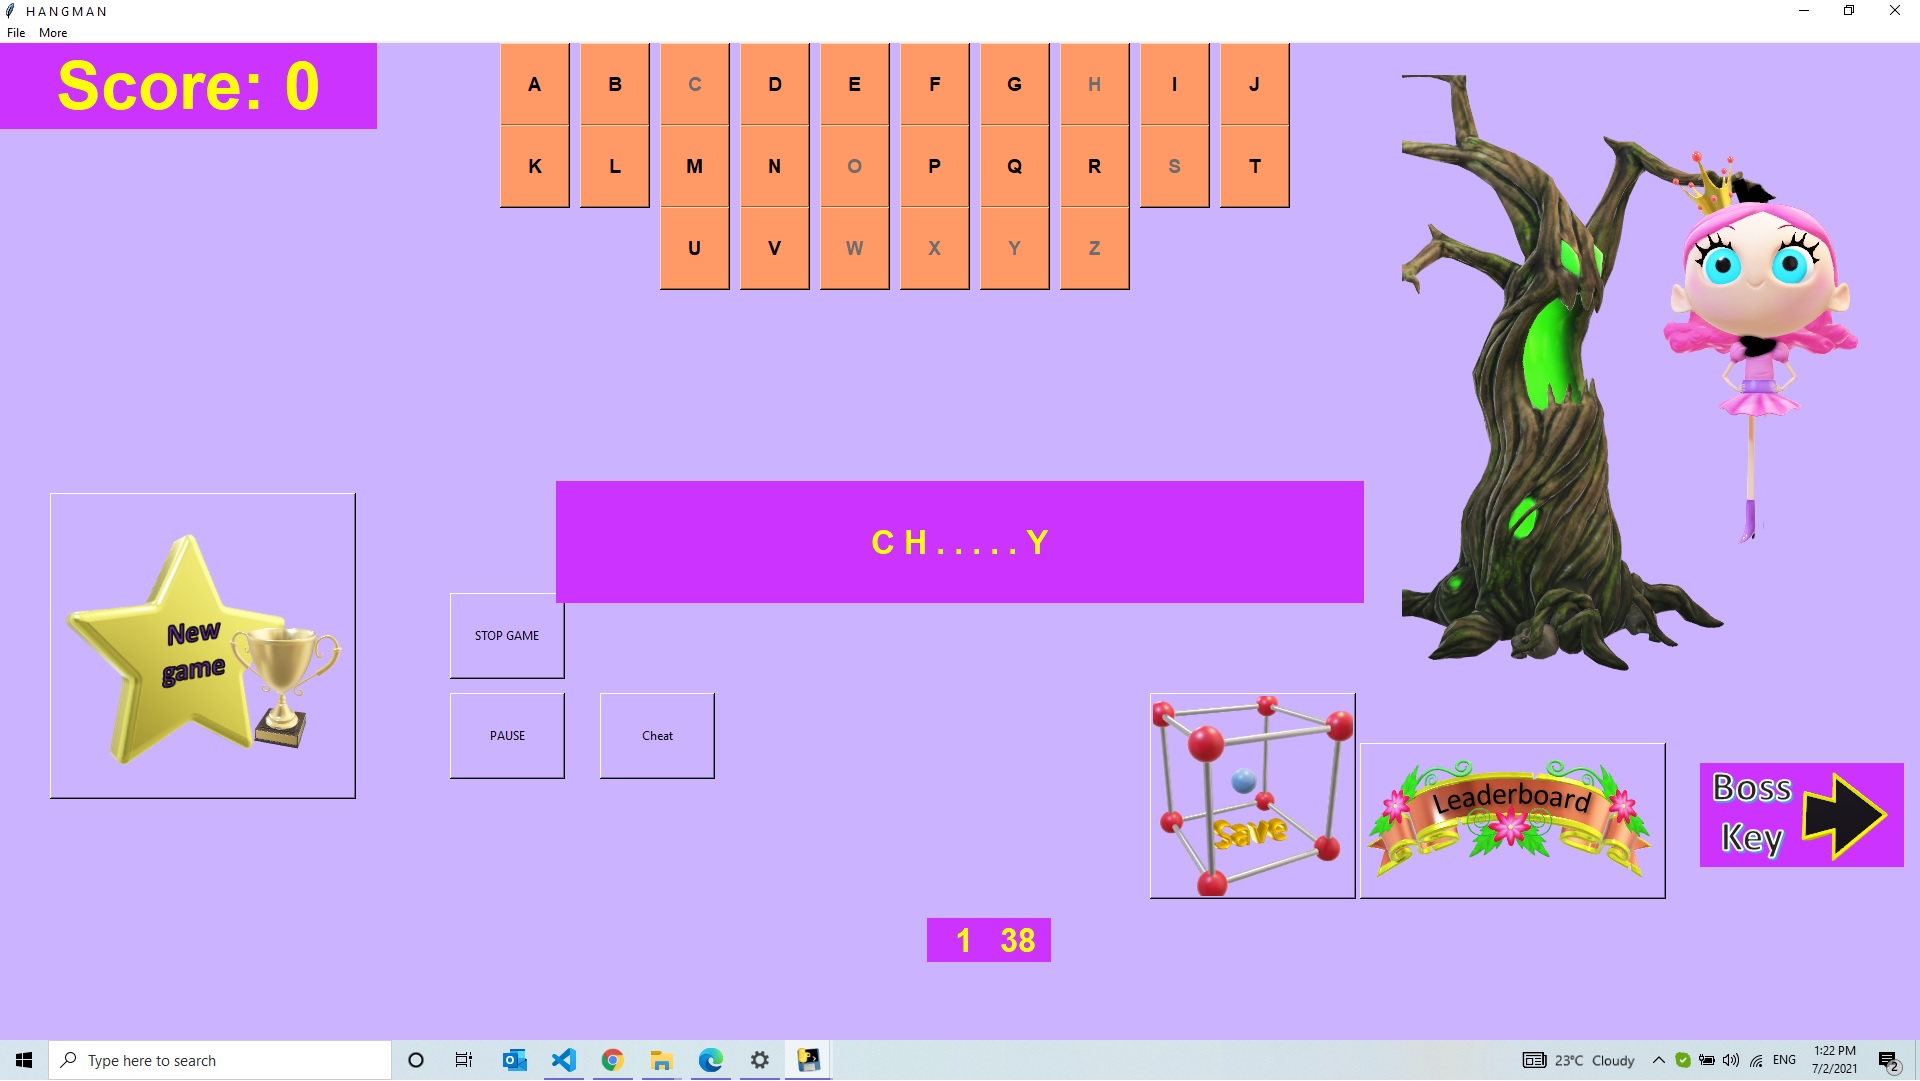 HANGMAN
File More
Score: 0
A B C D E F G H I J
K L M N O P Q R S T
U V W X Y Z
C H . . . . . Y
New
game
STOP GAME
PAUSE
Cheat
Save
Leaderboard
Boss
Key
1 38
Type here to search
23°C Cloudy
ENG
1:22 PM
7/2/2021
2